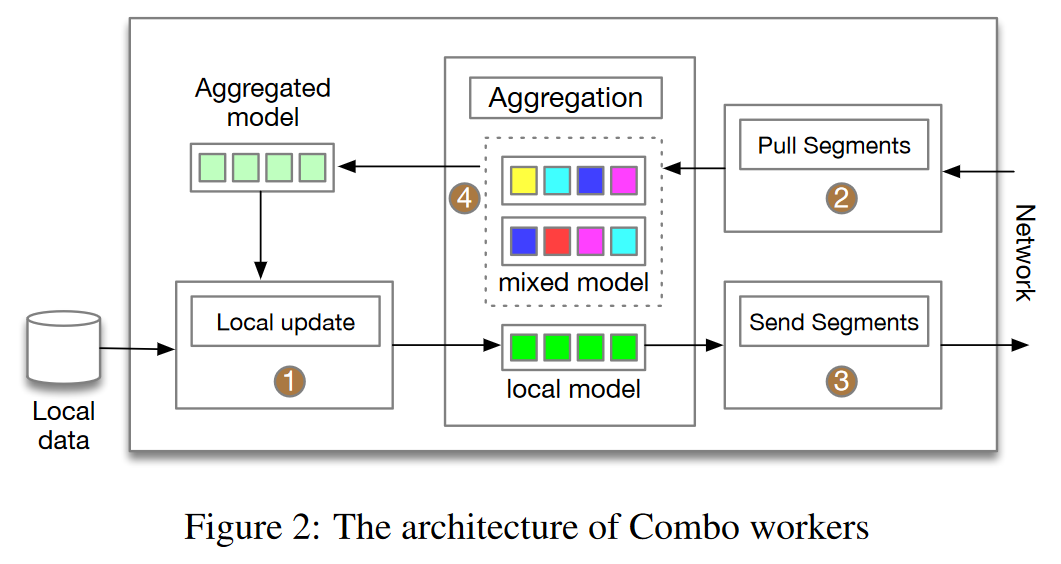 Aggregated
model
Aggregation
Pull Segments
2
4
mixed model
Network
Local update
1
local model
Send Segments
3
Local
data
Figure 2: The architecture of Combo workers